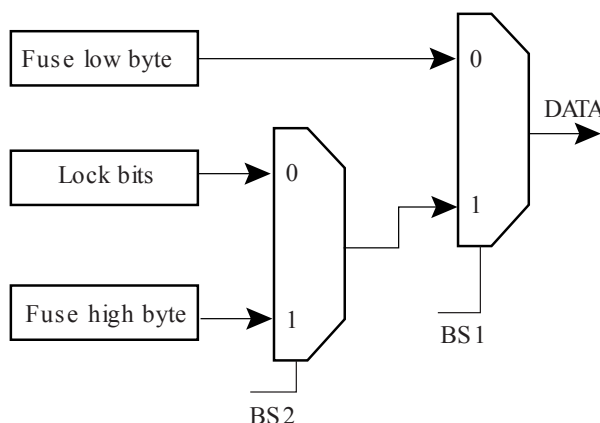 Fuse low byte
0
DATA
Lock bits
0
1
Fuse high byte
1
BS1
BS2